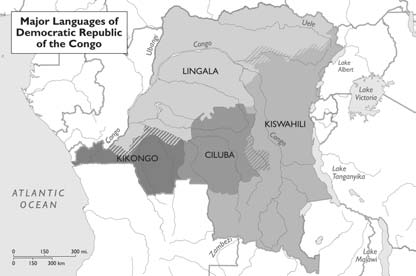 Major Languages of
Democratic Republic
of the Congo
Ubangi
Congo
Uele
LINGALA
Lake
Albert
Lake
Victoria
Congo
KISWAHILI
KIKONGO
CILUBA
Congo
Lake
Tanganyika
ATLANTIC
OCEAN
Zambezi
Lake
Malawi
0 150 300 mi.
0 150 300 km